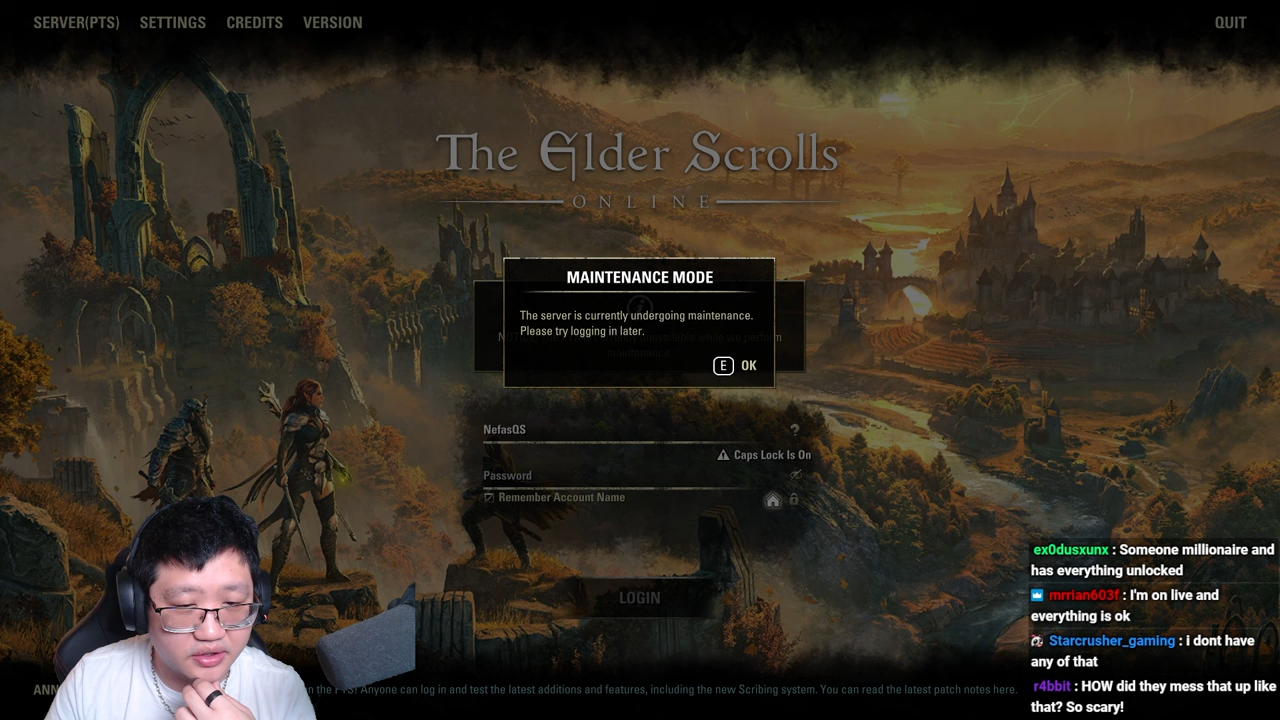 SERVER(PTS) SETTINGS CREDITS VERSION QUIT
The Elder Scrolls
ONLINE
MAINTENANCE MODE
The server is currently undergoing maintenance.
Please try logging in later.
E OK
NefasQS ?
Caps Lock Is On
Password
Remember Account Name
LOGIN
ex0dusxunx : Someone millionaire and
has everything unlocked
mrrian603f : I'm on live and
everything is ok
Starcrusher_gaming : i dont have
any of that
r4bbit : HOW did they mess that up like
that? So scary!
Anyone can log in and test the latest additions and features, including the new Scribing system. You can read the latest patch notes here.